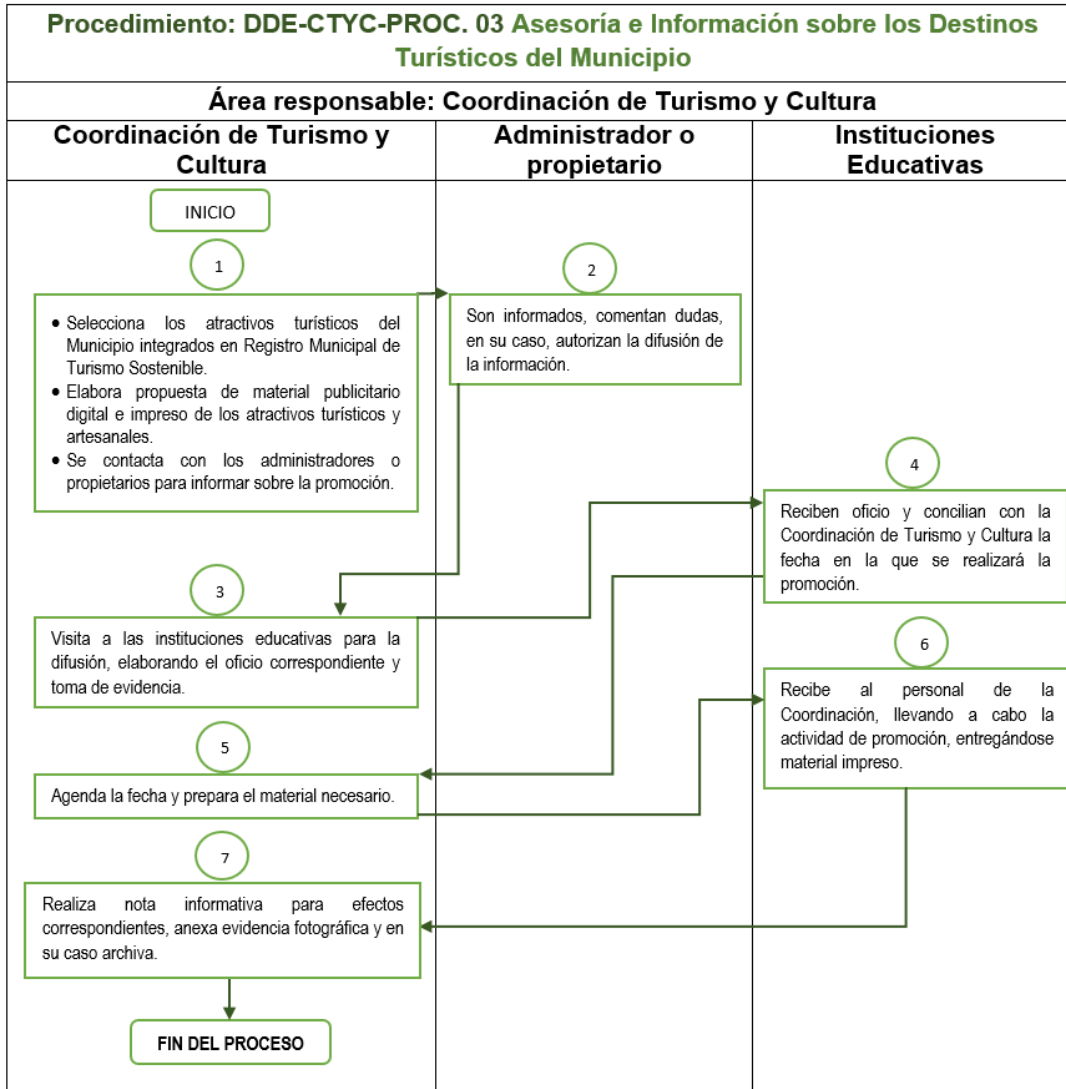 Procedimiento: DDE-CTYC-PROC. 03 Asesoría e Información sobre los Destinos
Turísticos del Municipio
Área responsable: Coordinación de Turismo y Cultura
Coordinación de Turismo y
Cultura
Administrador o
propietario
Instituciones
Educativas
INICIO
1
• Selecciona los atractivos turísticos del
Municipio integrados en Registro Municipal de
Turismo Sostenible.
• Elabora propuesta de material publicitario
digital e impreso de los atractivos turísticos y
artesanales.
• Se contacta con los administradores o
propietarios para informar sobre la promoción.
2
Son informados, comentan dudas,
en su caso, autorizan la difusión de
la información.
3
Visita a las instituciones educativas para la
difusión, elaborando el oficio correspondiente y
toma de evidencia.
4
Reciben oficio y concilian con la
Coordinación de Turismo y Cultura la
fecha en la que se realizará la
promoción.
5
Agenda la fecha y prepara el material necesario.
6
Recibe al personal de la
Coordinación, llevando a cabo la
actividad de promoción, entregándose
material impreso.
7
Realiza nota informativa para efectos
correspondientes, anexa evidencia fotográfica y en
su caso archiva.
FIN DEL PROCESO